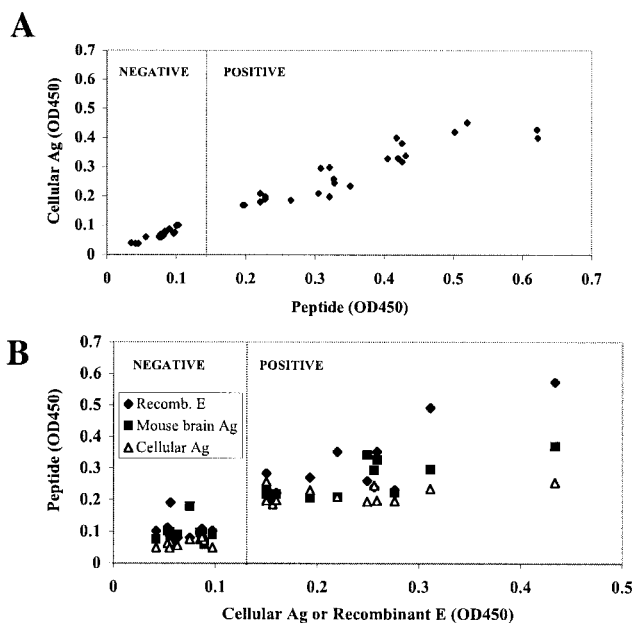 A
0.7
NEGATIVE POSITIVE
0.6
0.5
0.4
0.3
0.2
0.1
0
Cellular Ag (OD450)
0 0.1 0.2 0.3 0.4 0.5 0.6 0.7
Peptide (OD450)
B
0.7
NEGATIVE POSITIVE
0.6
Recomb. E
Mouse brain Ag
Cellular Ag
0.5
0.4
0.3
0.2
0.1
0
Peptide (OD450)
0 0.1 0.2 0.3 0.4 0.5
Cellular Ag or Recombinant E (OD450)